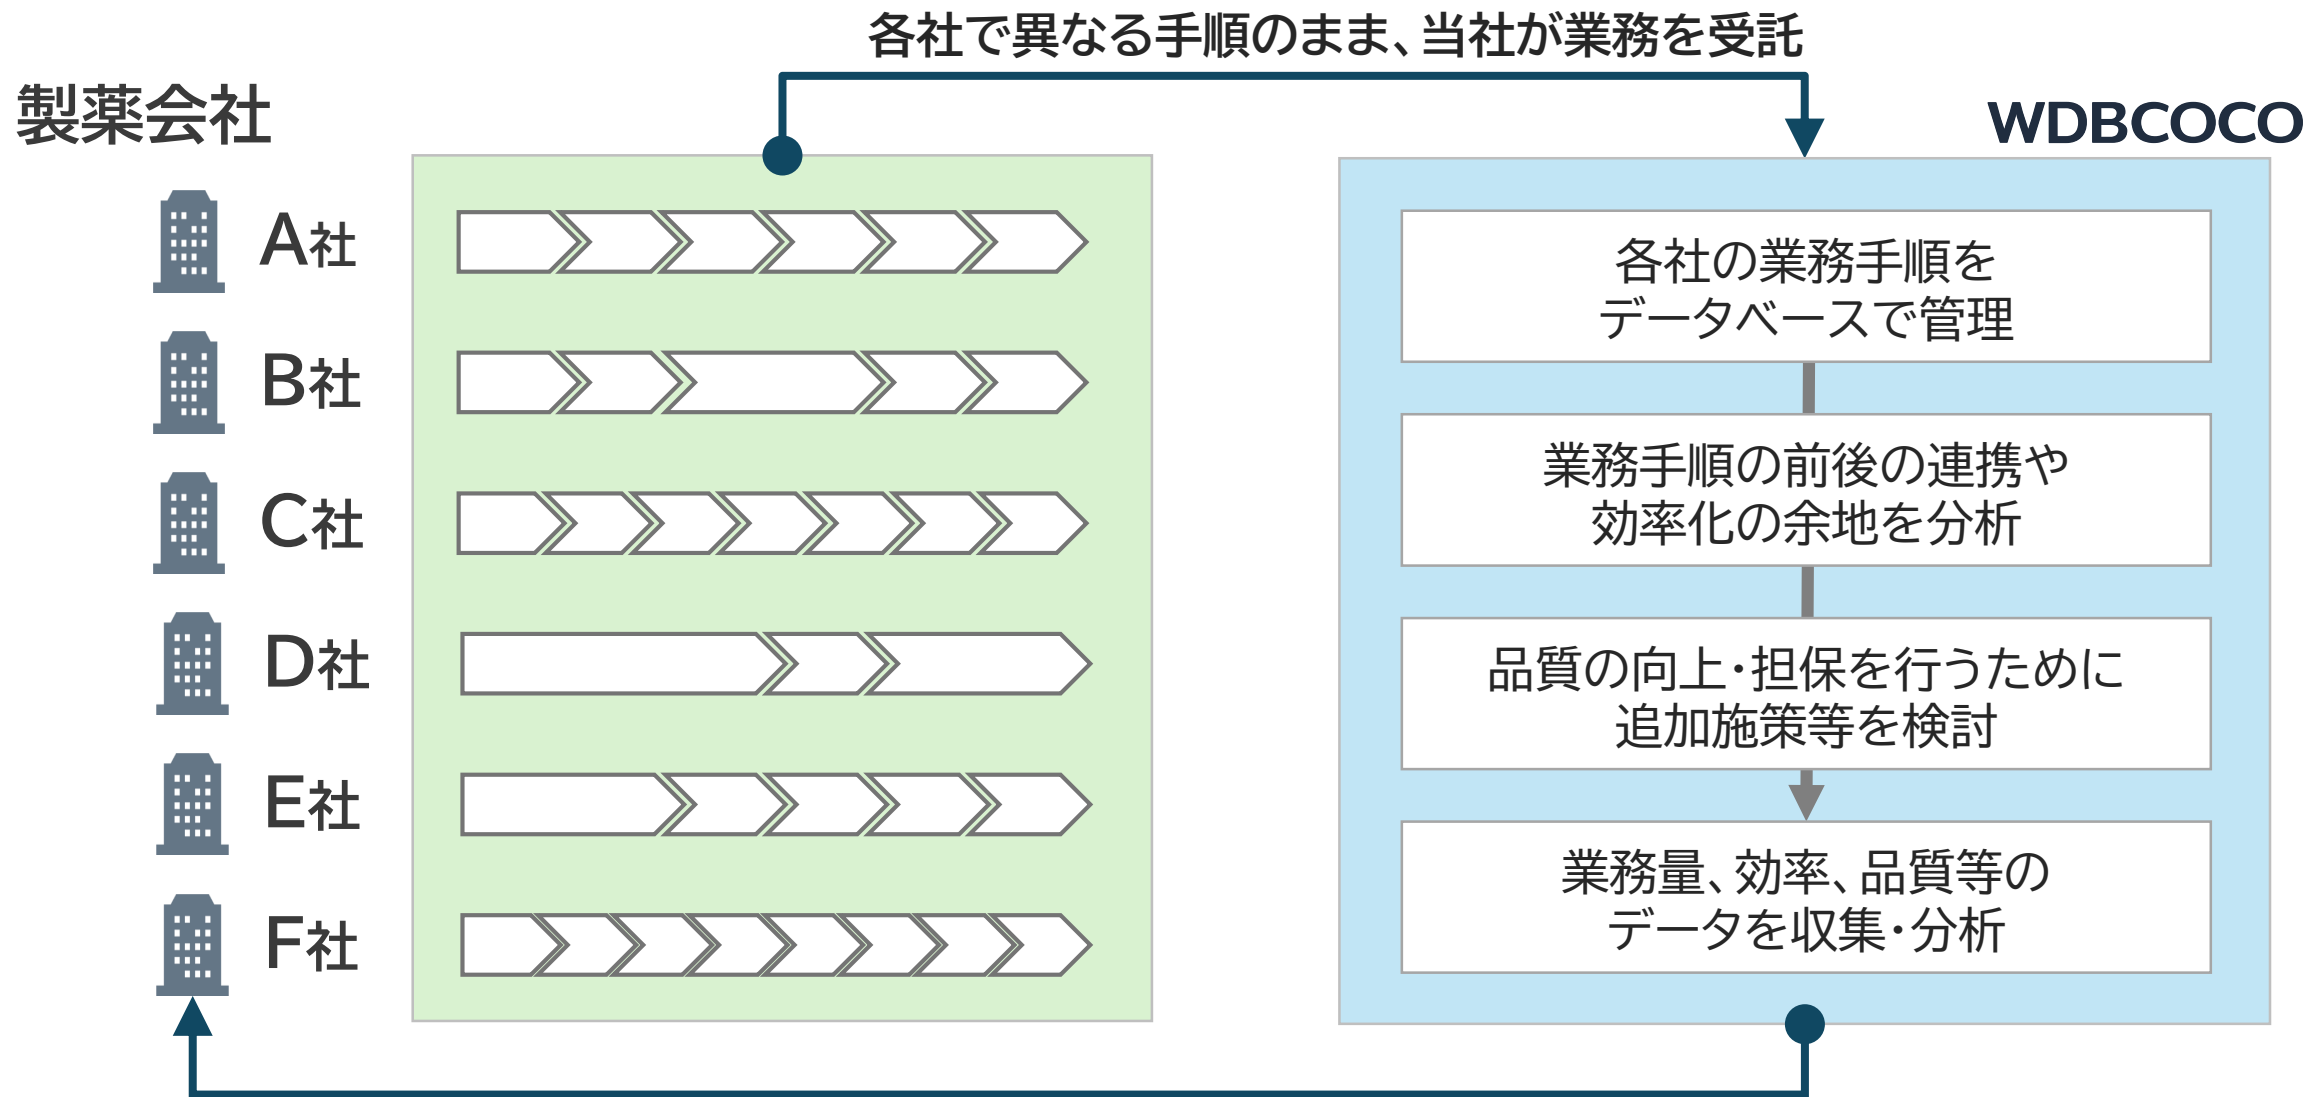 各社で異なる手順のまま、当社が業務を受託
製薬会社
WDBCOCO
A社
B社
C社
D社
E社
F社
各社の業務手順を
データベースで管理
業務手順の前後の連携や
効率化の余地を分析
品質の向上・担保を行うために
追加施策等を検討
業務量、効率、品質等の
データを収集・分析